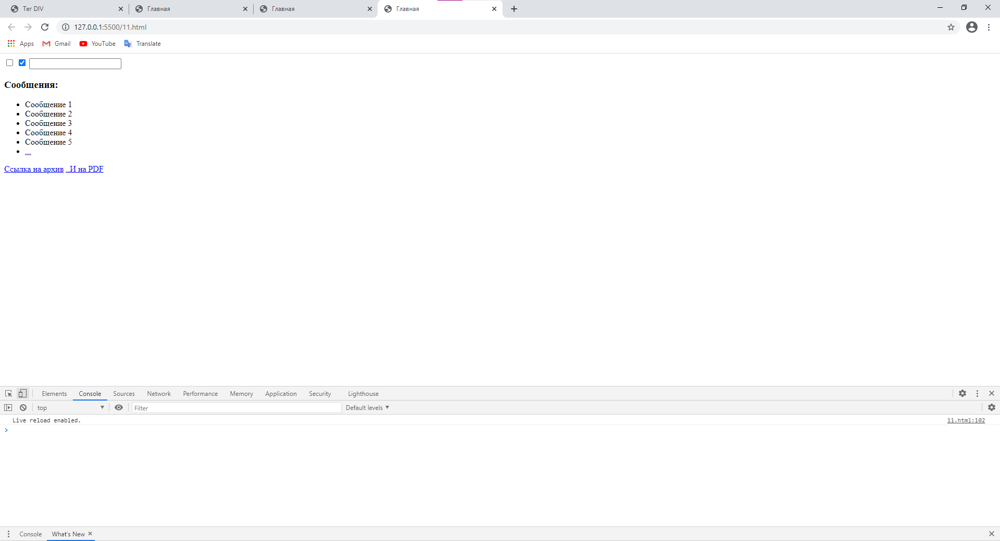 Тег DIV
Главная
Главная
Главная
127.0.0.1:5500/11.html
Apps
Gmail
YouTube
Translate
Сообщения:
Сообщение 1
Сообщение 2
Сообщение 3
Сообщение 4
Сообщение 5
...
Ссылка на архив ..И на PDF
Elements Console Sources Network Performance Memory Application Security Lighthouse
top Filter Default levels
Live reload enabled. 11.html:102
Console What's New